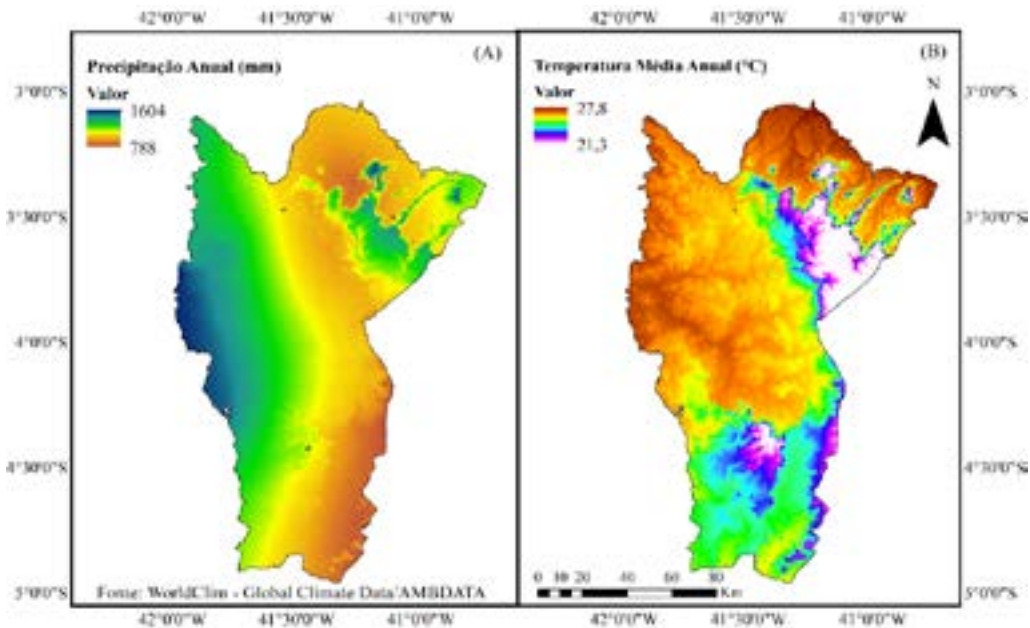 42°0'0"W 41°30'0"W 41°0'0"W
42°0'0"W 41°30'0"W 41°0'0"W
(A)
Precipitação Anual (mm)
Valor
1604
788
(B)
Temperatura Média Anual (°C)
Valor
27,8
21,3
N
3°0'0"S
3°0'0"S
3°30'0"S
3°30'0"S
4°0'0"S
4°0'0"S
4°30'0"S
4°30'0"S
5°0'0"S
5°0'0"S
Fonte: WorldClim - Global Climate Data/AMBDATA
0 10 20 40 60 80
Km
42°0'0"W 41°30'0"W 41°0'0"W
42°0'0"W 41°30'0"W 41°0'0"W